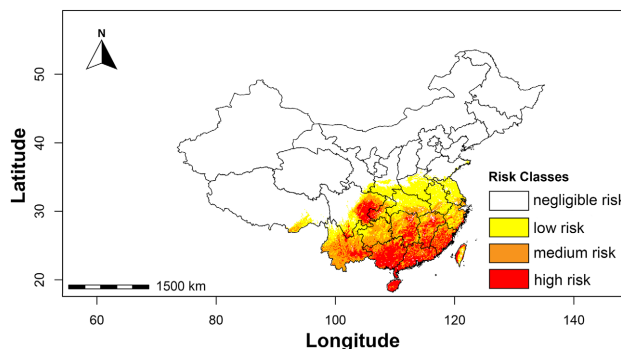 N
50
40
30
20
Latitude
Risk Classes
negligible risk
low risk
medium risk
high risk
1500 km
60
80
100
120
140
Longitude